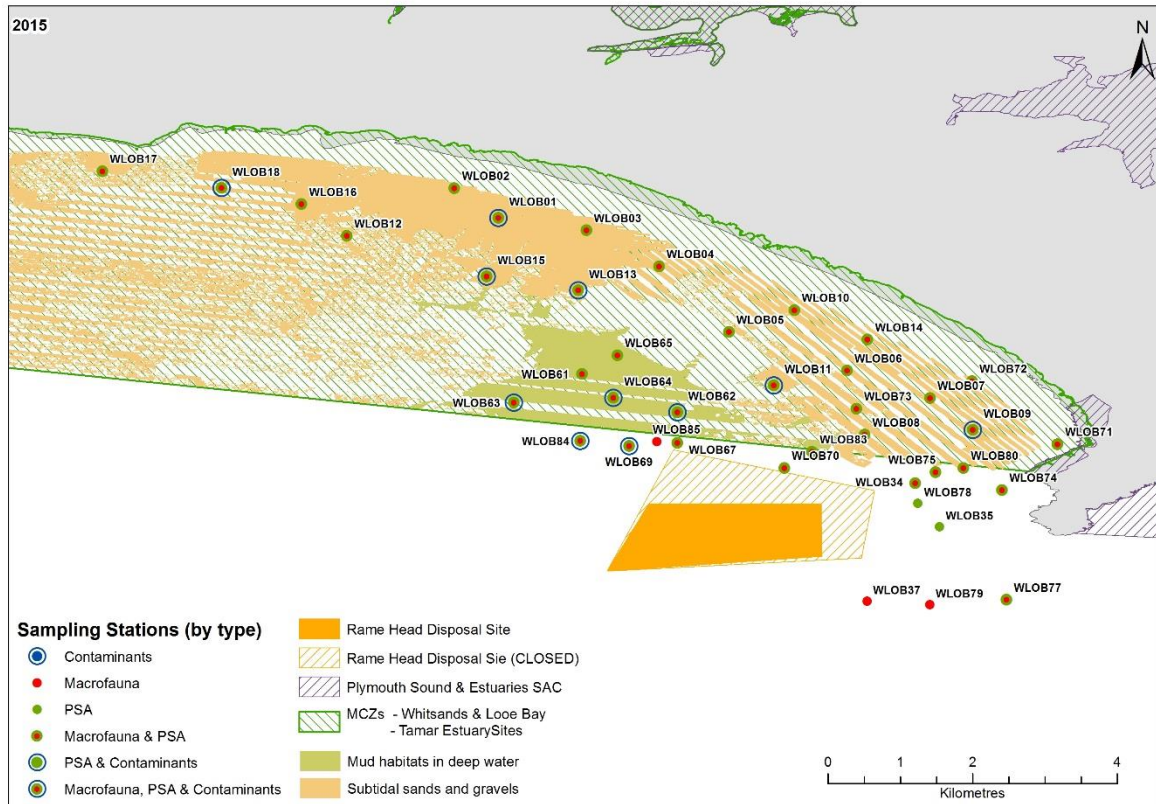 2015
N
WLOB17
WLOB18
WLOB02
WLOB16
WLOB01
WLOB12
WLOB03
WLOB15
WLOB13
WLOB04
WLOB10
WLOB05
WLOB14
WLOB65
WLOB06
WLOB61
WLOB64
WLOB11
WLOB72
WLOB07
WLOB63
WLOB62
WLOB73
WLOB09
WLOB85
WLOB08
WLOB84
WLOB67
WLOB83
WLOB71
WLOB69
WLOB70
WLOB75
WLOB80
WLOB34
WLOB74
WLOB78
WLOB35
WLOB37
WLOB79
WLOB77
Sampling Stations (by type)
Contaminants
Macrofauna
PSA
Macrofauna & PSA
PSA & Contaminants
Macrofauna, PSA & Contaminants
Rame Head Disposal Site
Rame Head Disposal Sie (CLOSED)
Plymouth Sound & Estuaries SAC
MCZs - Whitsands & Looe Bay
- Tamar EstuarySites
Mud habitats in deep water
Subtidal sands and gravels
0 1 2 4
Kilometres